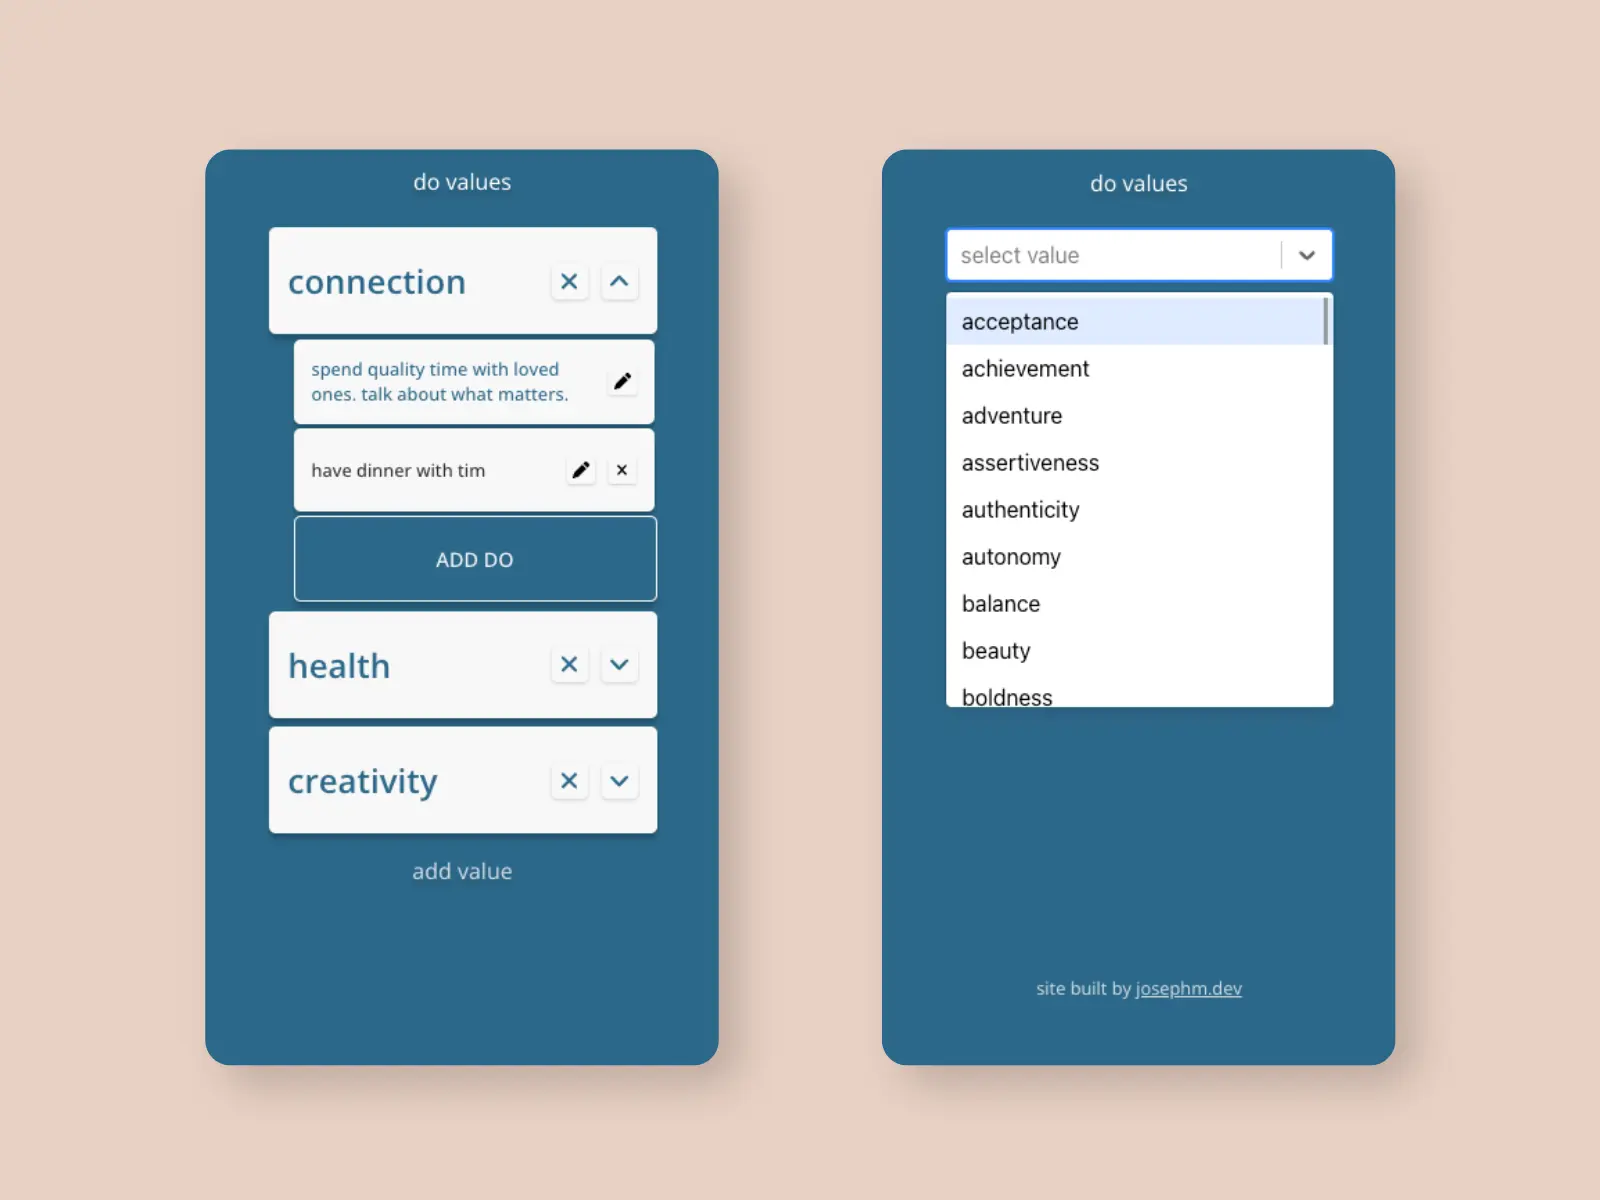 do values
connection
spend quality time with loved
ones. talk about what matters.
have dinner with tim
ADD DO
health
creativity
add value
do values
select value
acceptance
achievement
adventure
assertiveness
authenticity
autonomy
balance
beauty
boldness
site built by josephm.dev